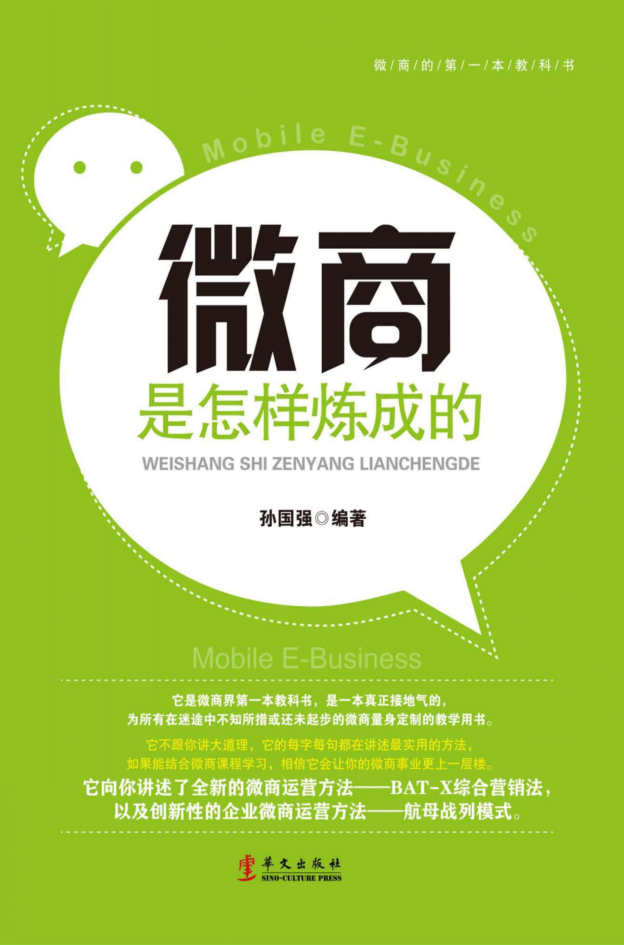 微/商/的/第/一/本/教/科/书
Mobile E-Business
微商
是怎样炼成的
WEISHANG SHI ZENYANG LIANCHENGDE
孙国强◎编著
Mobile E-Business
它是微商界第一本教科书，是一本真正接地气的，
为所有在迷途中不知所措或还未起步的微商量身定制的教学用书。
它不跟你讲大道理，它的每字每句都在讲述最实用的方法，
如果能结合微商课程学习，相信它会让你的微商事业更上一层楼。
它向你讲述了全新的微商运营方法——BAT-X综合营销法，
以及创新性的企业微商运营方法——航母战列模式。
华文出版社
SINO-CULTURE PRESS